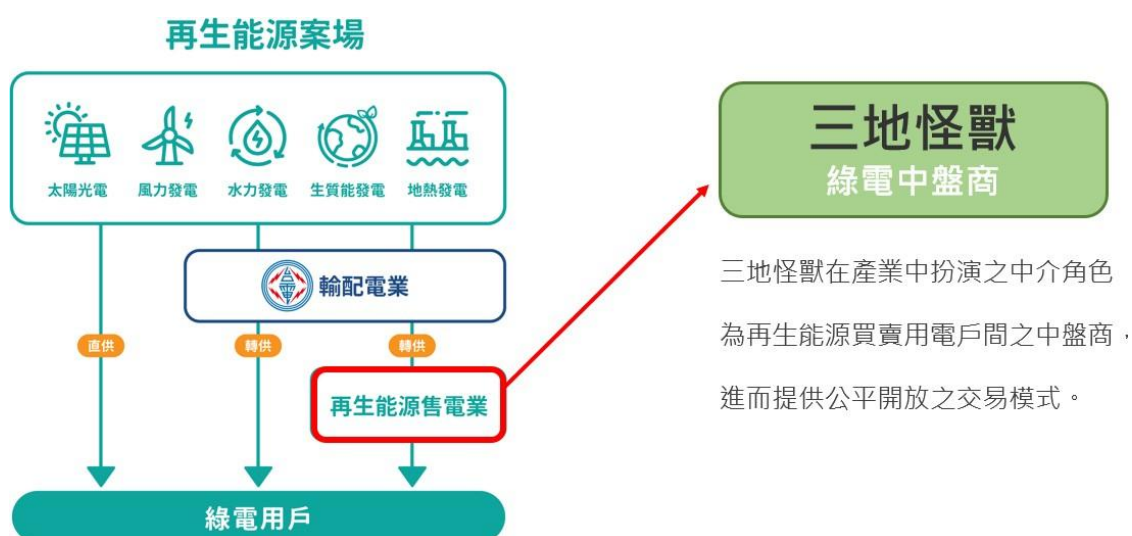 再生能源案場
太陽光電
風力發電
水力發電
生質能發電
地熱發電
台電
輸配電業
直供
轉供
轉供
再生能源售電業
綠電用戶
三地怪獸
綠電中盤商
三地怪獸在產業中扮演之中介角色
為再生能源買賣用電戶間之中盤商，
進而提供公平開放之交易模式。